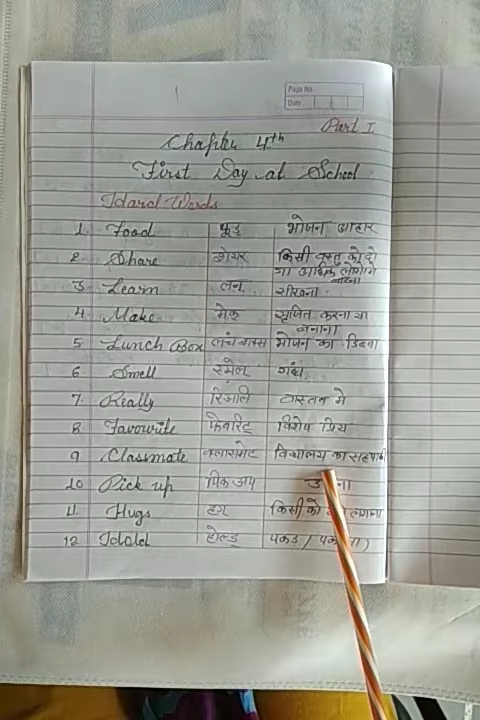 Page No.
Date
Part I
Chapter 4th
First Day at School
Hard Words
1. Food फूड भोजन आहार
2. Share शेयर किसी वस्तु को दो
या अधिक लोगों में
बाटना
3. Learn लर्न सीखना
4. Make मेक सृजित करना या
बनाना
5. Lunch Box लंच बाक्स भोजन का डिब्बा
6 Smell स्मेल गंध
7. Really रिअलि वास्तव मे
8 Favourite फेवरिट विशेष प्रिय
9 Classmate क्लासमेट विद्यालय का सहपाठी
10 Pick up पिक अप
11 Hugs हग् किसी को लगाना
12 Hold होल्ड् पकड /